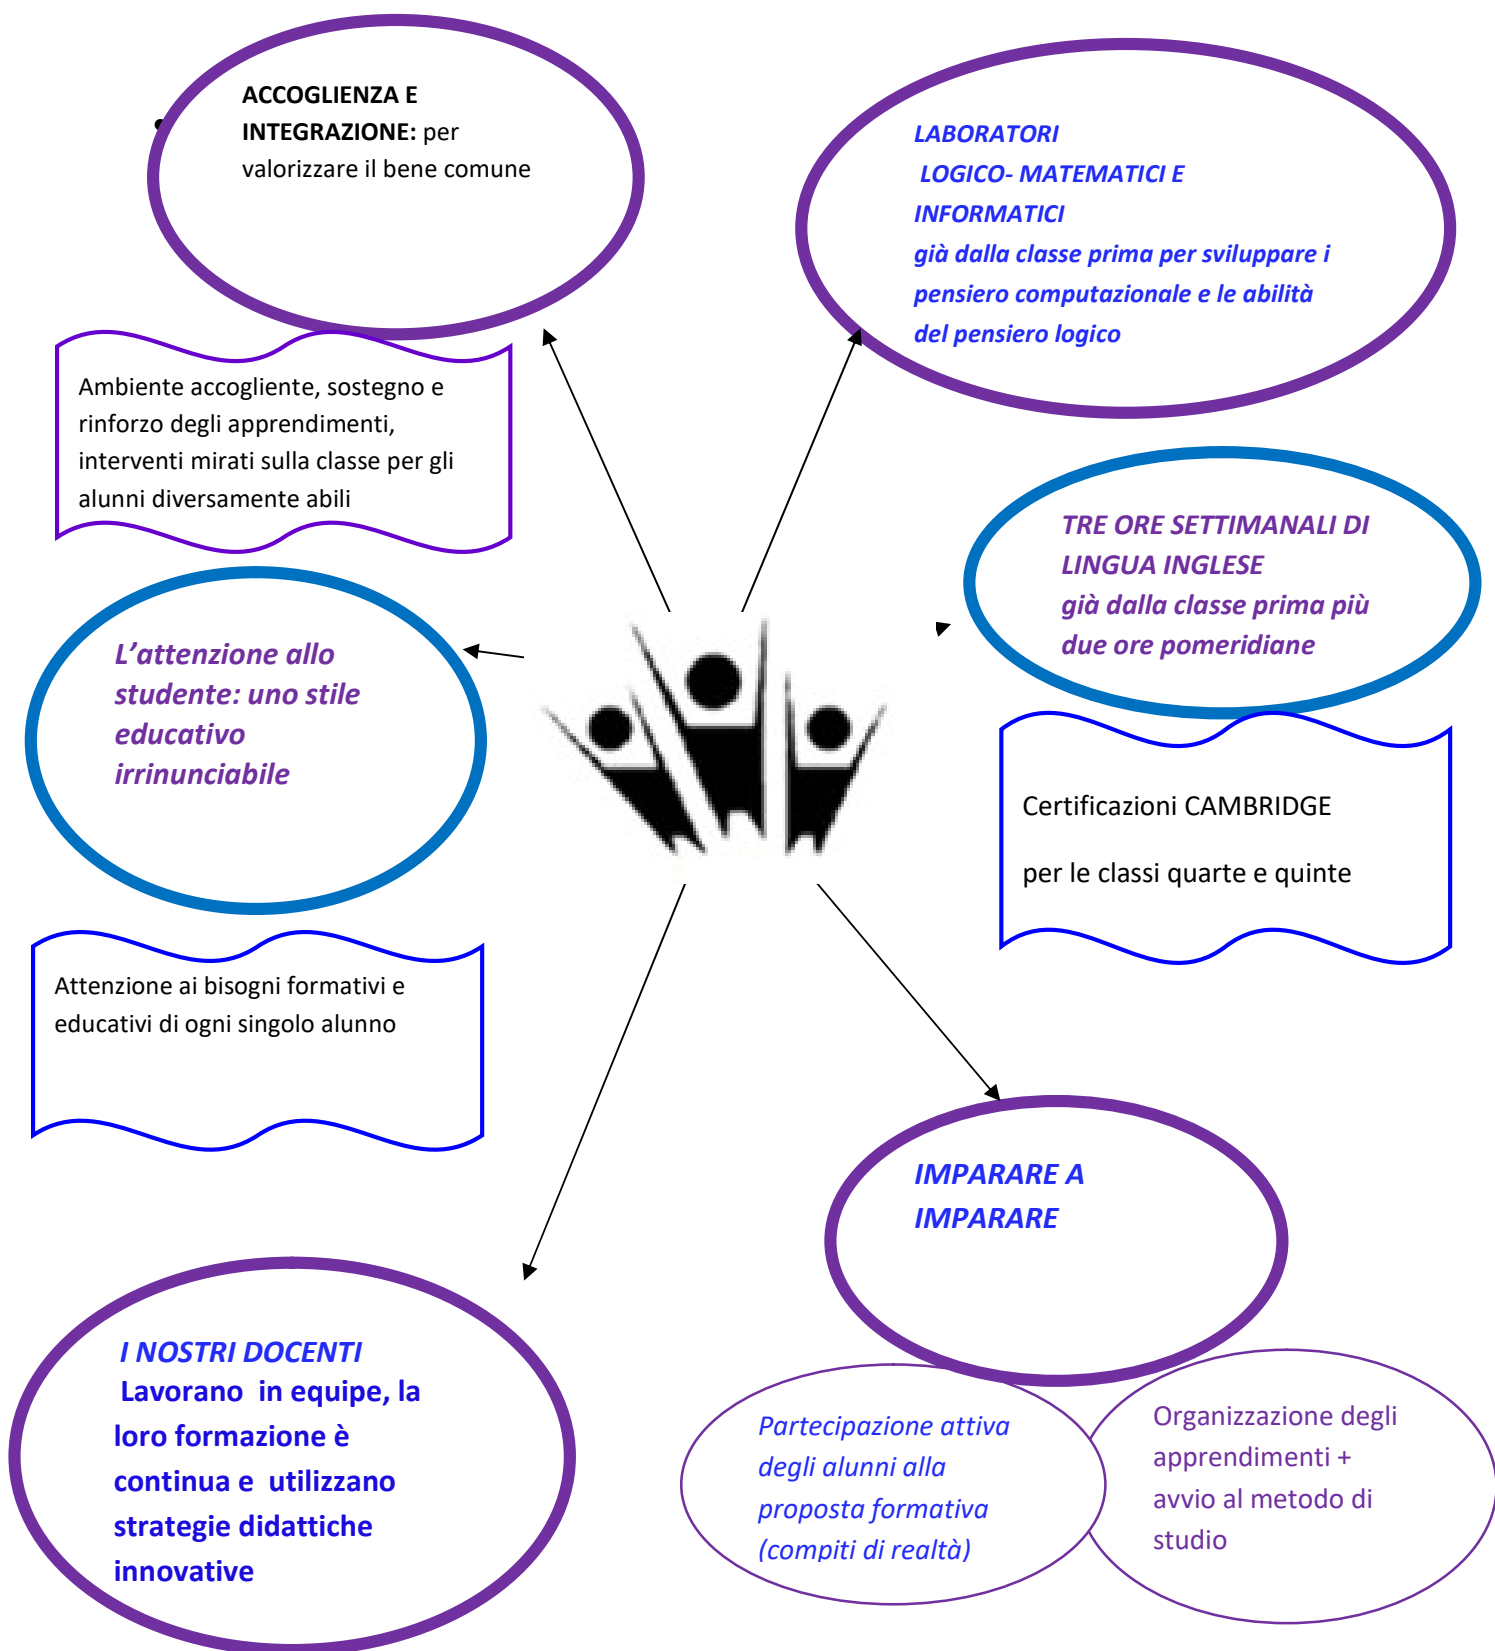 ACCOGLIENZA E
INTEGRAZIONE: per
valorizzare il bene comune
LABORATORI
LOGICO- MATEMATICI E
INFORMATICI
già dalla classe prima per sviluppare i
pensiero computazionale e le abilità
del pensiero logico
Ambiente accogliente, sostegno e
rinforzo degli apprendimenti,
interventi mirati sulla classe per gli
alunni diversamente abili
TRE ORE SETTIMANALI DI
LINGUA INGLESE
già dalla classe prima più
due ore pomeridiane
L’attenzione allo
studente: uno stile
educativo
irrinunciabile
Certificazioni CAMBRIDGE
per le classi quarte e quinte
Attenzione ai bisogni formativi e
educativi di ogni singolo alunno
IMPARARE A
IMPARARE
I NOSTRI DOCENTI
Lavorano  in equipe, la
loro formazione è
continua e  utilizzano
strategie didattiche
innovative
Partecipazione attiva
degli alunni alla
proposta formativa
(compiti di realtà)
Organizzazione degli
apprendimenti +
avvio al metodo di
studio